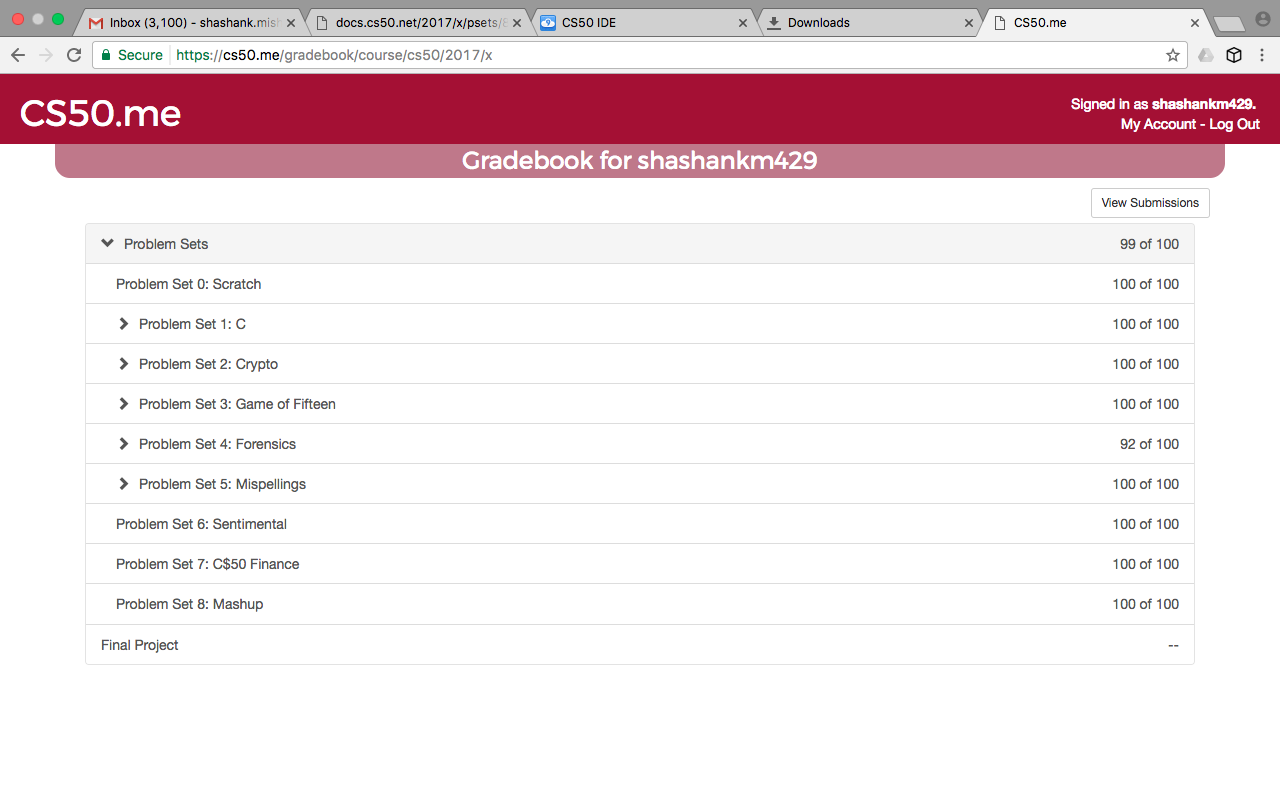 Inbox (3,100) - shashank.mis
docs.cs50.net/2017/x/psets/
CS50 IDE
Downloads
CS50.me
Secure https://cs50.me/gradebook/course/cs50/2017/x
CS50.me
Signed in as shashankm429.
My Account - Log Out
Gradebook for shashankm429
View Submissions
Problem Sets 99 of 100
Problem Set 0: Scratch 100 of 100
Problem Set 1: C 100 of 100
Problem Set 2: Crypto 100 of 100
Problem Set 3: Game of Fifteen 100 of 100
Problem Set 4: Forensics 92 of 100
Problem Set 5: Mispellings 100 of 100
Problem Set 6: Sentimental 100 of 100
Problem Set 7: C$50 Finance 100 of 100
Problem Set 8: Mashup 100 of 100
Final Project --